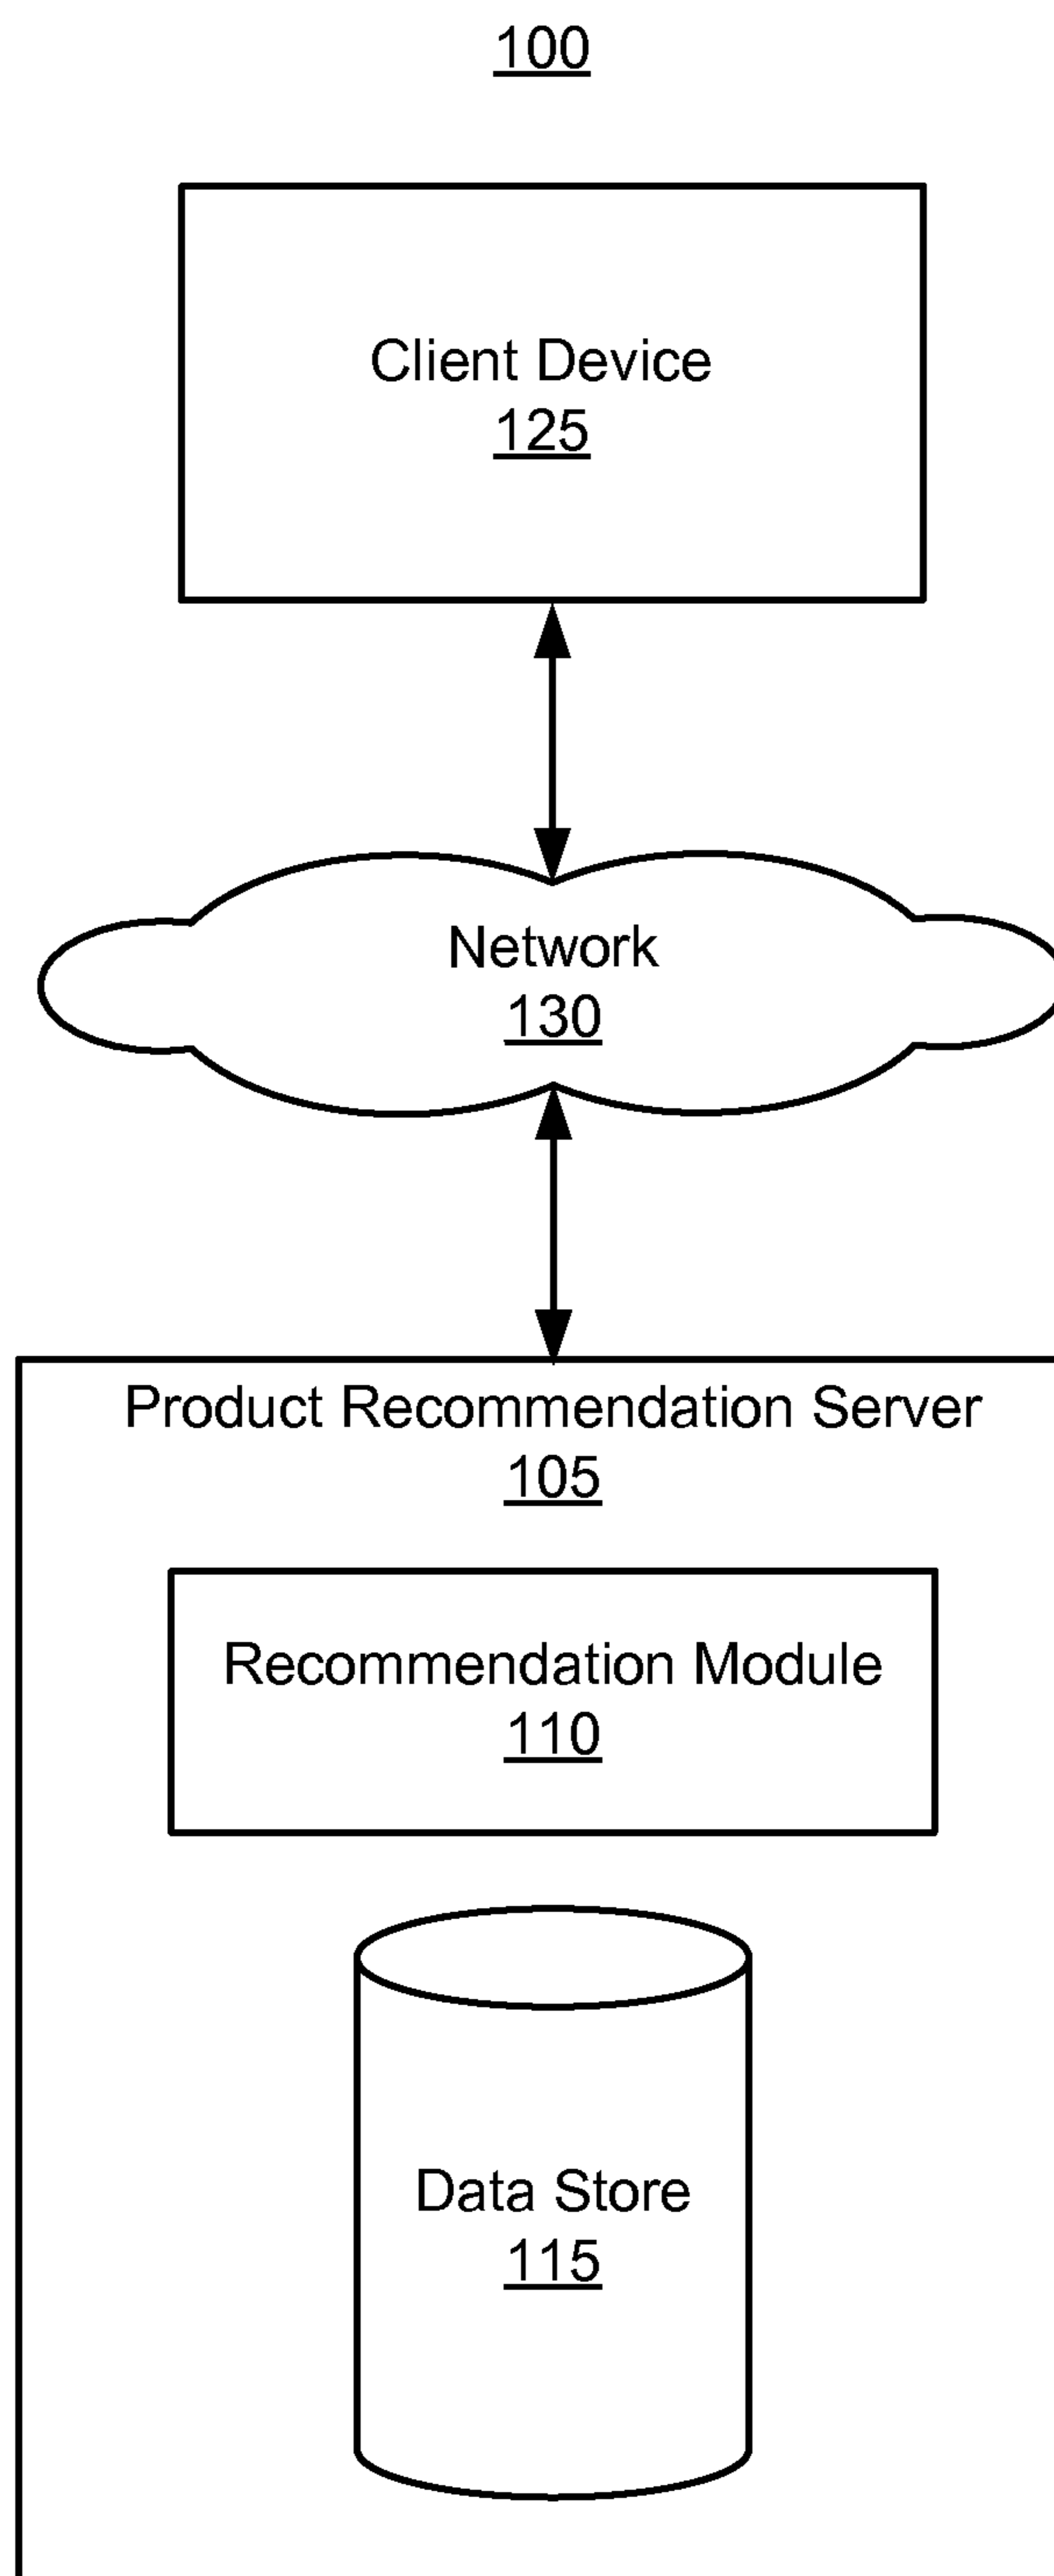 100
Client Device
125
Network
130
Product Recommendation Server
105
Recommendation Module
110
Data Store
115